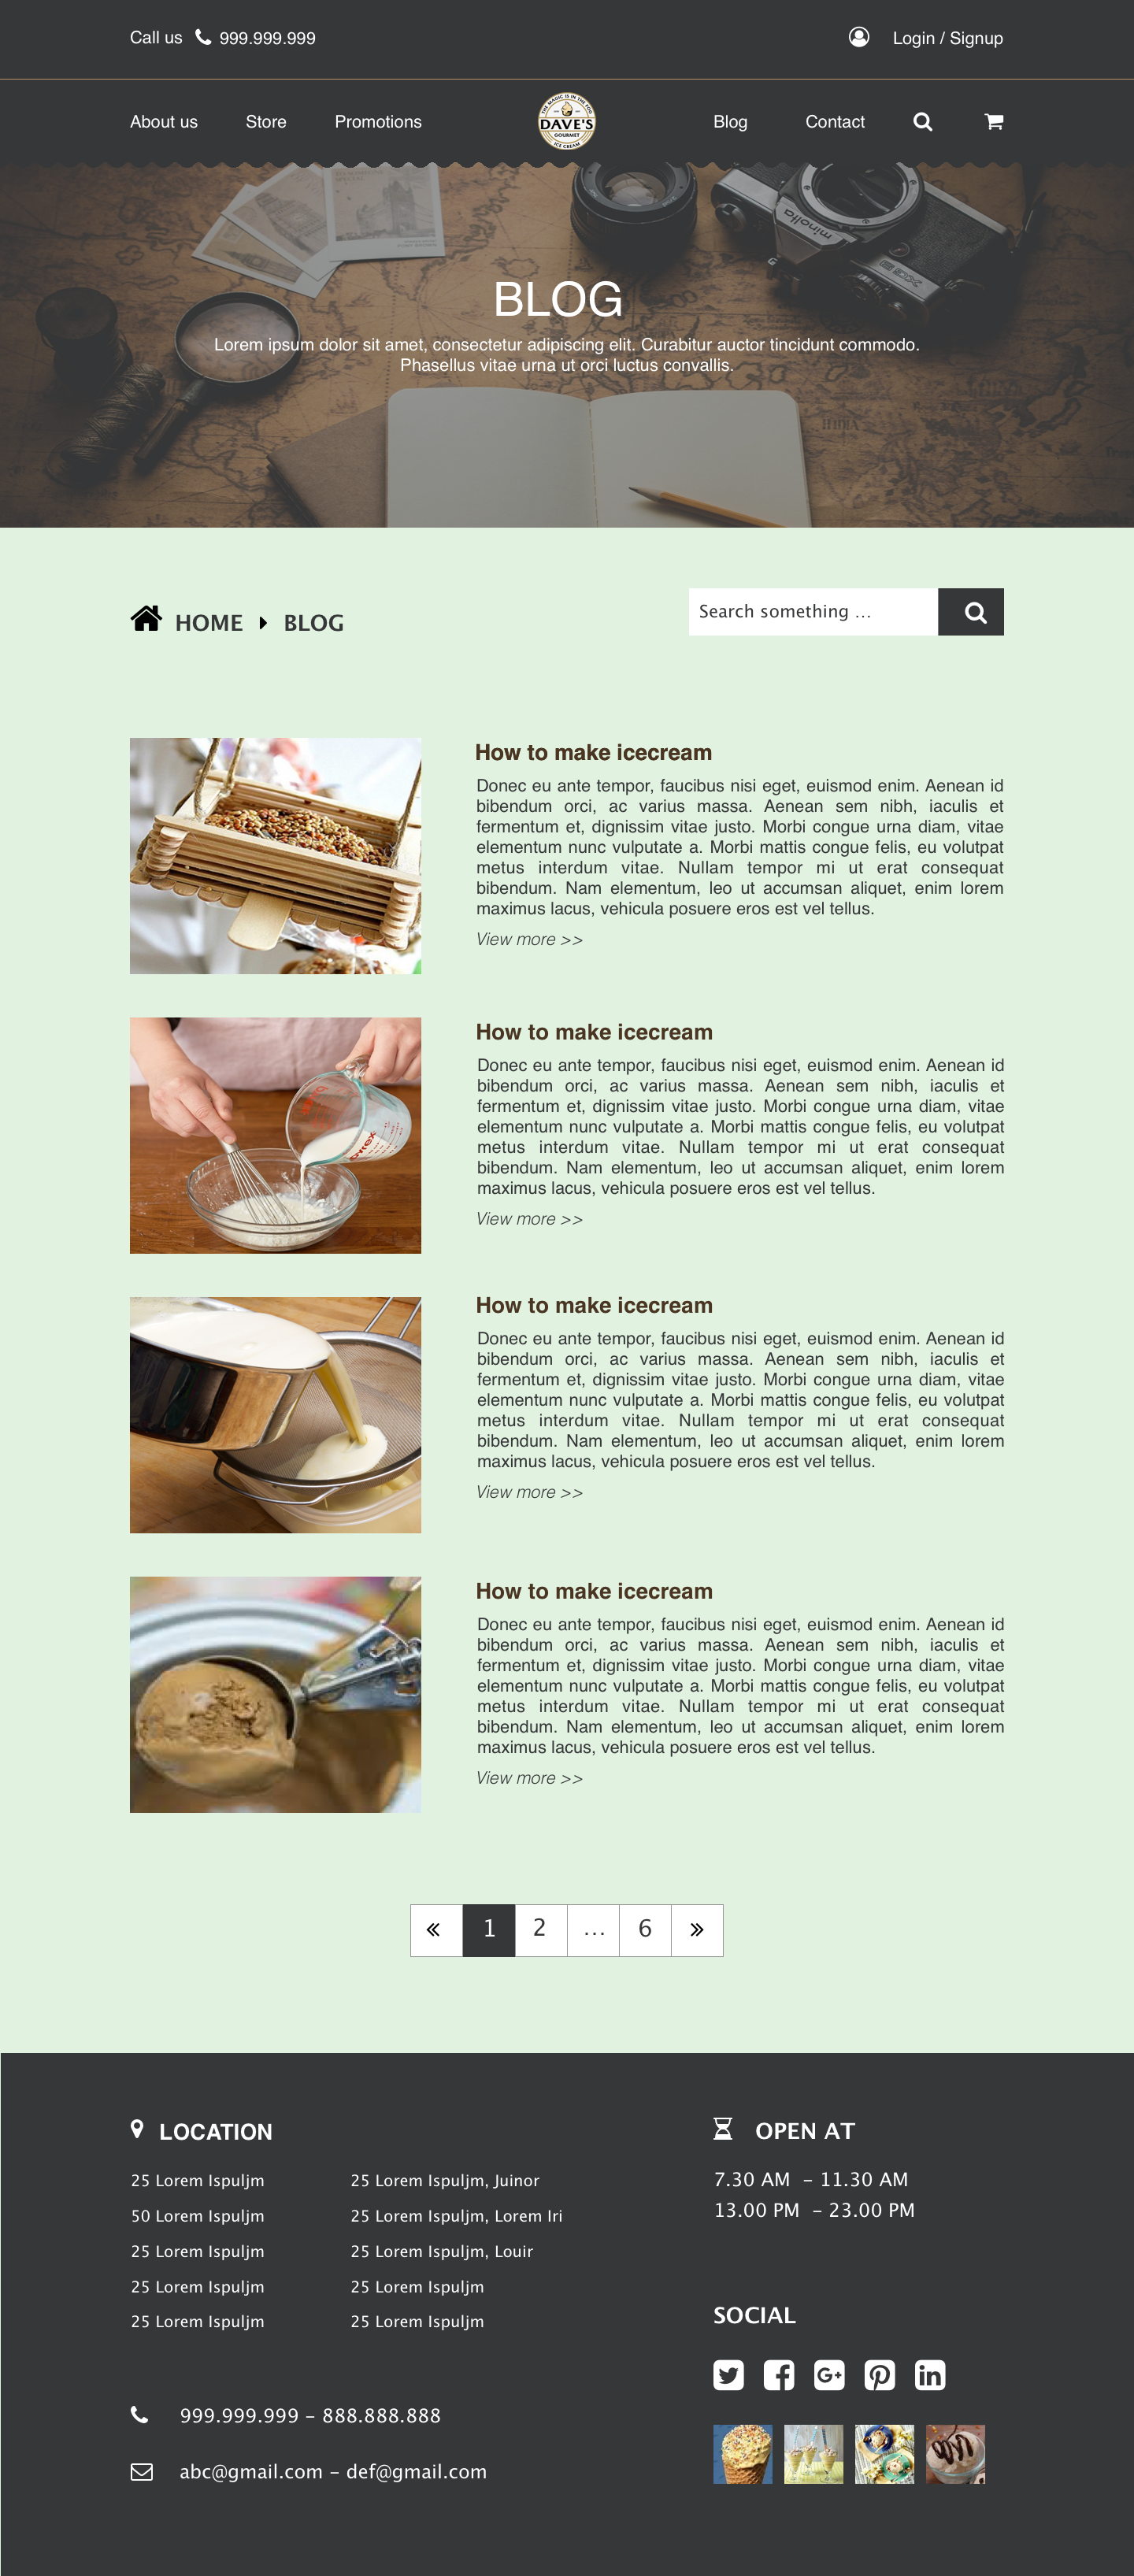 Call us 999.999.999
Login / Signup
About us
Store
Promotions
THE MAGIC IS IN THE
DAVE'S
GOURMET
ICE CREAM
Blog
Contact
minolta
BLOG
Lorem ipsum dolor sit amet, consectetur adipiscing elit. Curabitur auctor tincidunt commodo.
Phasellus vitae urna ut orci luctus convallis.
INDIA
HOME BLOG
Search something ...
How to make icecream
Donec eu ante tempor, faucibus nisi eget, euismod enim. Aenean id
bibendum orci, ac varius massa. Aenean sem nibh, iaculis et
fermentum et, dignissim vitae justo. Morbi congue urna diam, vitae
elementum nunc vulputate a. Morbi mattis congue felis, eu volutpat
metus interdum vitae. Nullam tempor mi ut erat consequat
bibendum. Nam elementum, leo ut accumsan aliquet, enim lorem
maximus lacus, vehicula posuere eros est vel tellus.
View more >>
How to make icecream
Donec eu ante tempor, faucibus nisi eget, euismod enim. Aenean id
bibendum orci, ac varius massa. Aenean sem nibh, iaculis et
fermentum et, dignissim vitae justo. Morbi congue urna diam, vitae
elementum nunc vulputate a. Morbi mattis congue felis, eu volutpat
metus interdum vitae. Nullam tempor mi ut erat consequat
bibendum. Nam elementum, leo ut accumsan aliquet, enim lorem
maximus lacus, vehicula posuere eros est vel tellus.
View more >>
PYREX
How to make icecream
Donec eu ante tempor, faucibus nisi eget, euismod enim. Aenean id
bibendum orci, ac varius massa. Aenean sem nibh, iaculis et
fermentum et, dignissim vitae justo. Morbi congue urna diam, vitae
elementum nunc vulputate a. Morbi mattis congue felis, eu volutpat
metus interdum vitae. Nullam tempor mi ut erat consequat
bibendum. Nam elementum, leo ut accumsan aliquet, enim lorem
maximus lacus, vehicula posuere eros est vel tellus.
View more >>
How to make icecream
Donec eu ante tempor, faucibus nisi eget, euismod enim. Aenean id
bibendum orci, ac varius massa. Aenean sem nibh, iaculis et
fermentum et, dignissim vitae justo. Morbi congue urna diam, vitae
elementum nunc vulputate a. Morbi mattis congue felis, eu volutpat
metus interdum vitae. Nullam tempor mi ut erat consequat
bibendum. Nam elementum, leo ut accumsan aliquet, enim lorem
maximus lacus, vehicula posuere eros est vel tellus.
View more >>
« 1 2 ... 6 »
LOCATION
25 Lorem Ispuljm
50 Lorem Ispuljm
25 Lorem Ispuljm
25 Lorem Ispuljm
25 Lorem Ispuljm
25 Lorem Ispuljm, Juinor
25 Lorem Ispuljm, Lorem Iri
25 Lorem Ispuljm, Louir
25 Lorem Ispuljm
25 Lorem Ispuljm
999.999.999 – 888.888.888
abc@gmail.com – def@gmail.com
OPEN AT
7.30 AM – 11.30 AM
13.00 PM – 23.00 PM
SOCIAL